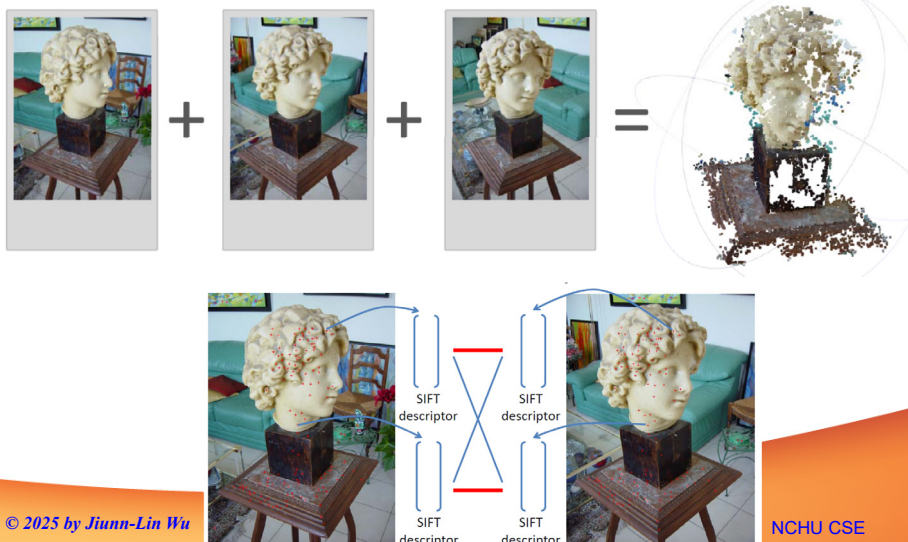 + + =
SIFT
descriptor
SIFT
descriptor
SIFT
descriptor
SIFT
descriptor
© 2025 by Jiunn-Lin Wu
NCHU CSE